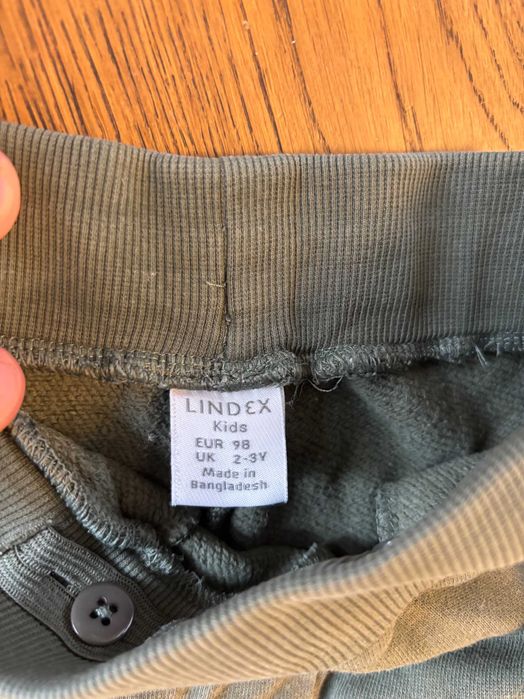 LINDEX
Kids
EUR 98
UK 2-3Y
Made in
Bangladesh